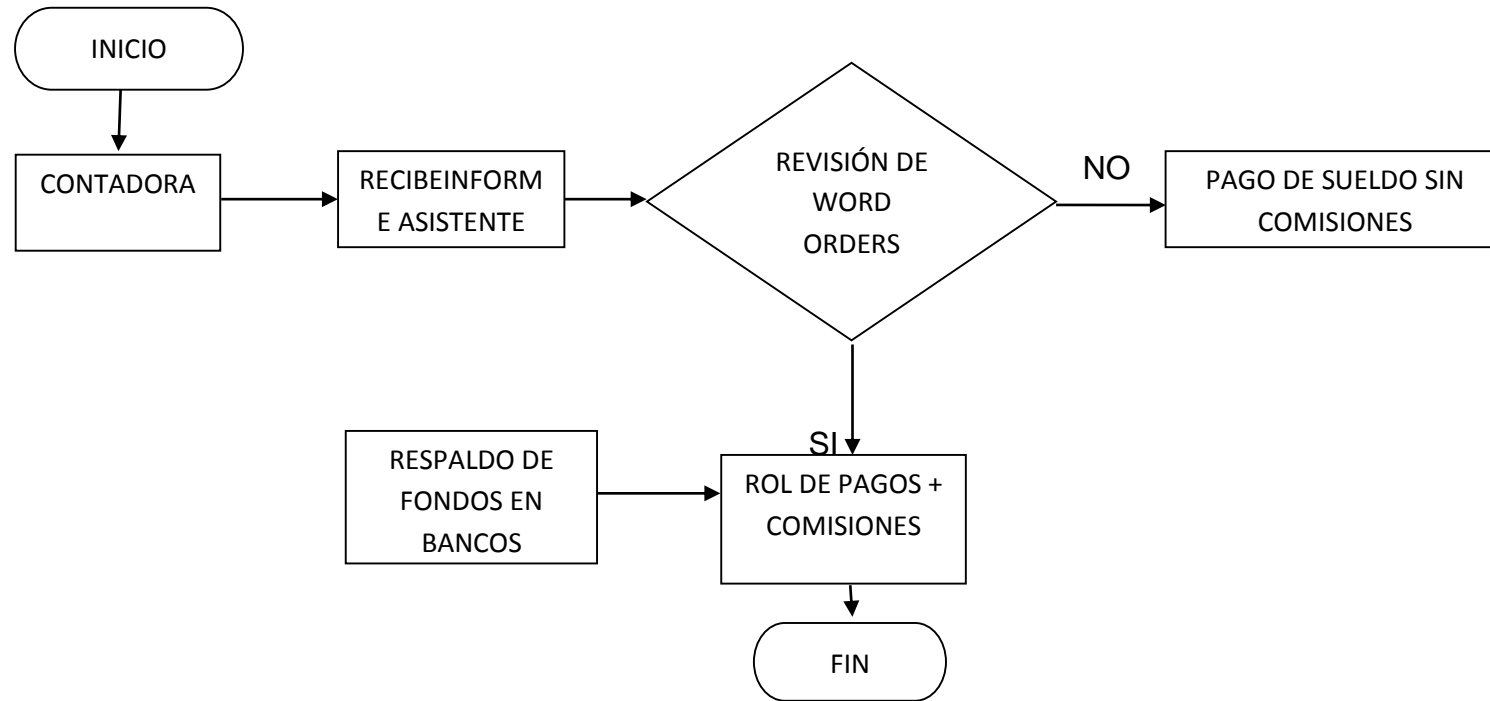 INICIO
CONTADORA
RECIBEINFORM
E ASISTENTE
REVISIÓN DE
WORD
ORDERS
NO
PAGO DE SUELDO SIN
COMISIONES
SI
RESPALDO DE
FONDOS EN
BANCOS
ROL DE PAGOS +
COMISIONES
FIN